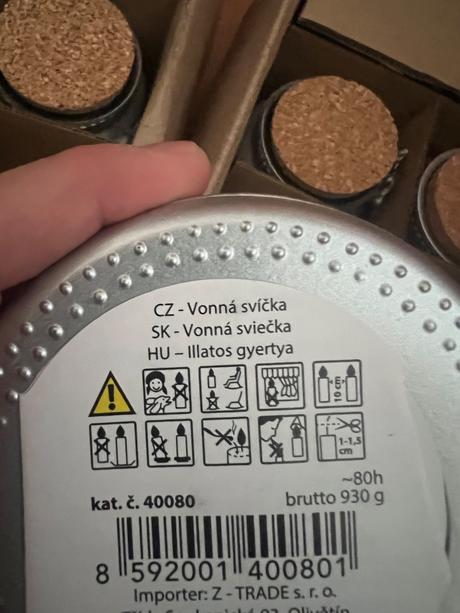 CZ - Vonná svíčka
SK - Vonná sviečka
HU – Illatos gyertya
10 cm
1-1,5
cm
~80h
kat. č. 40080
brutto 930 g
8 592001 400801
Importer: Z - TRADE s. r. o.